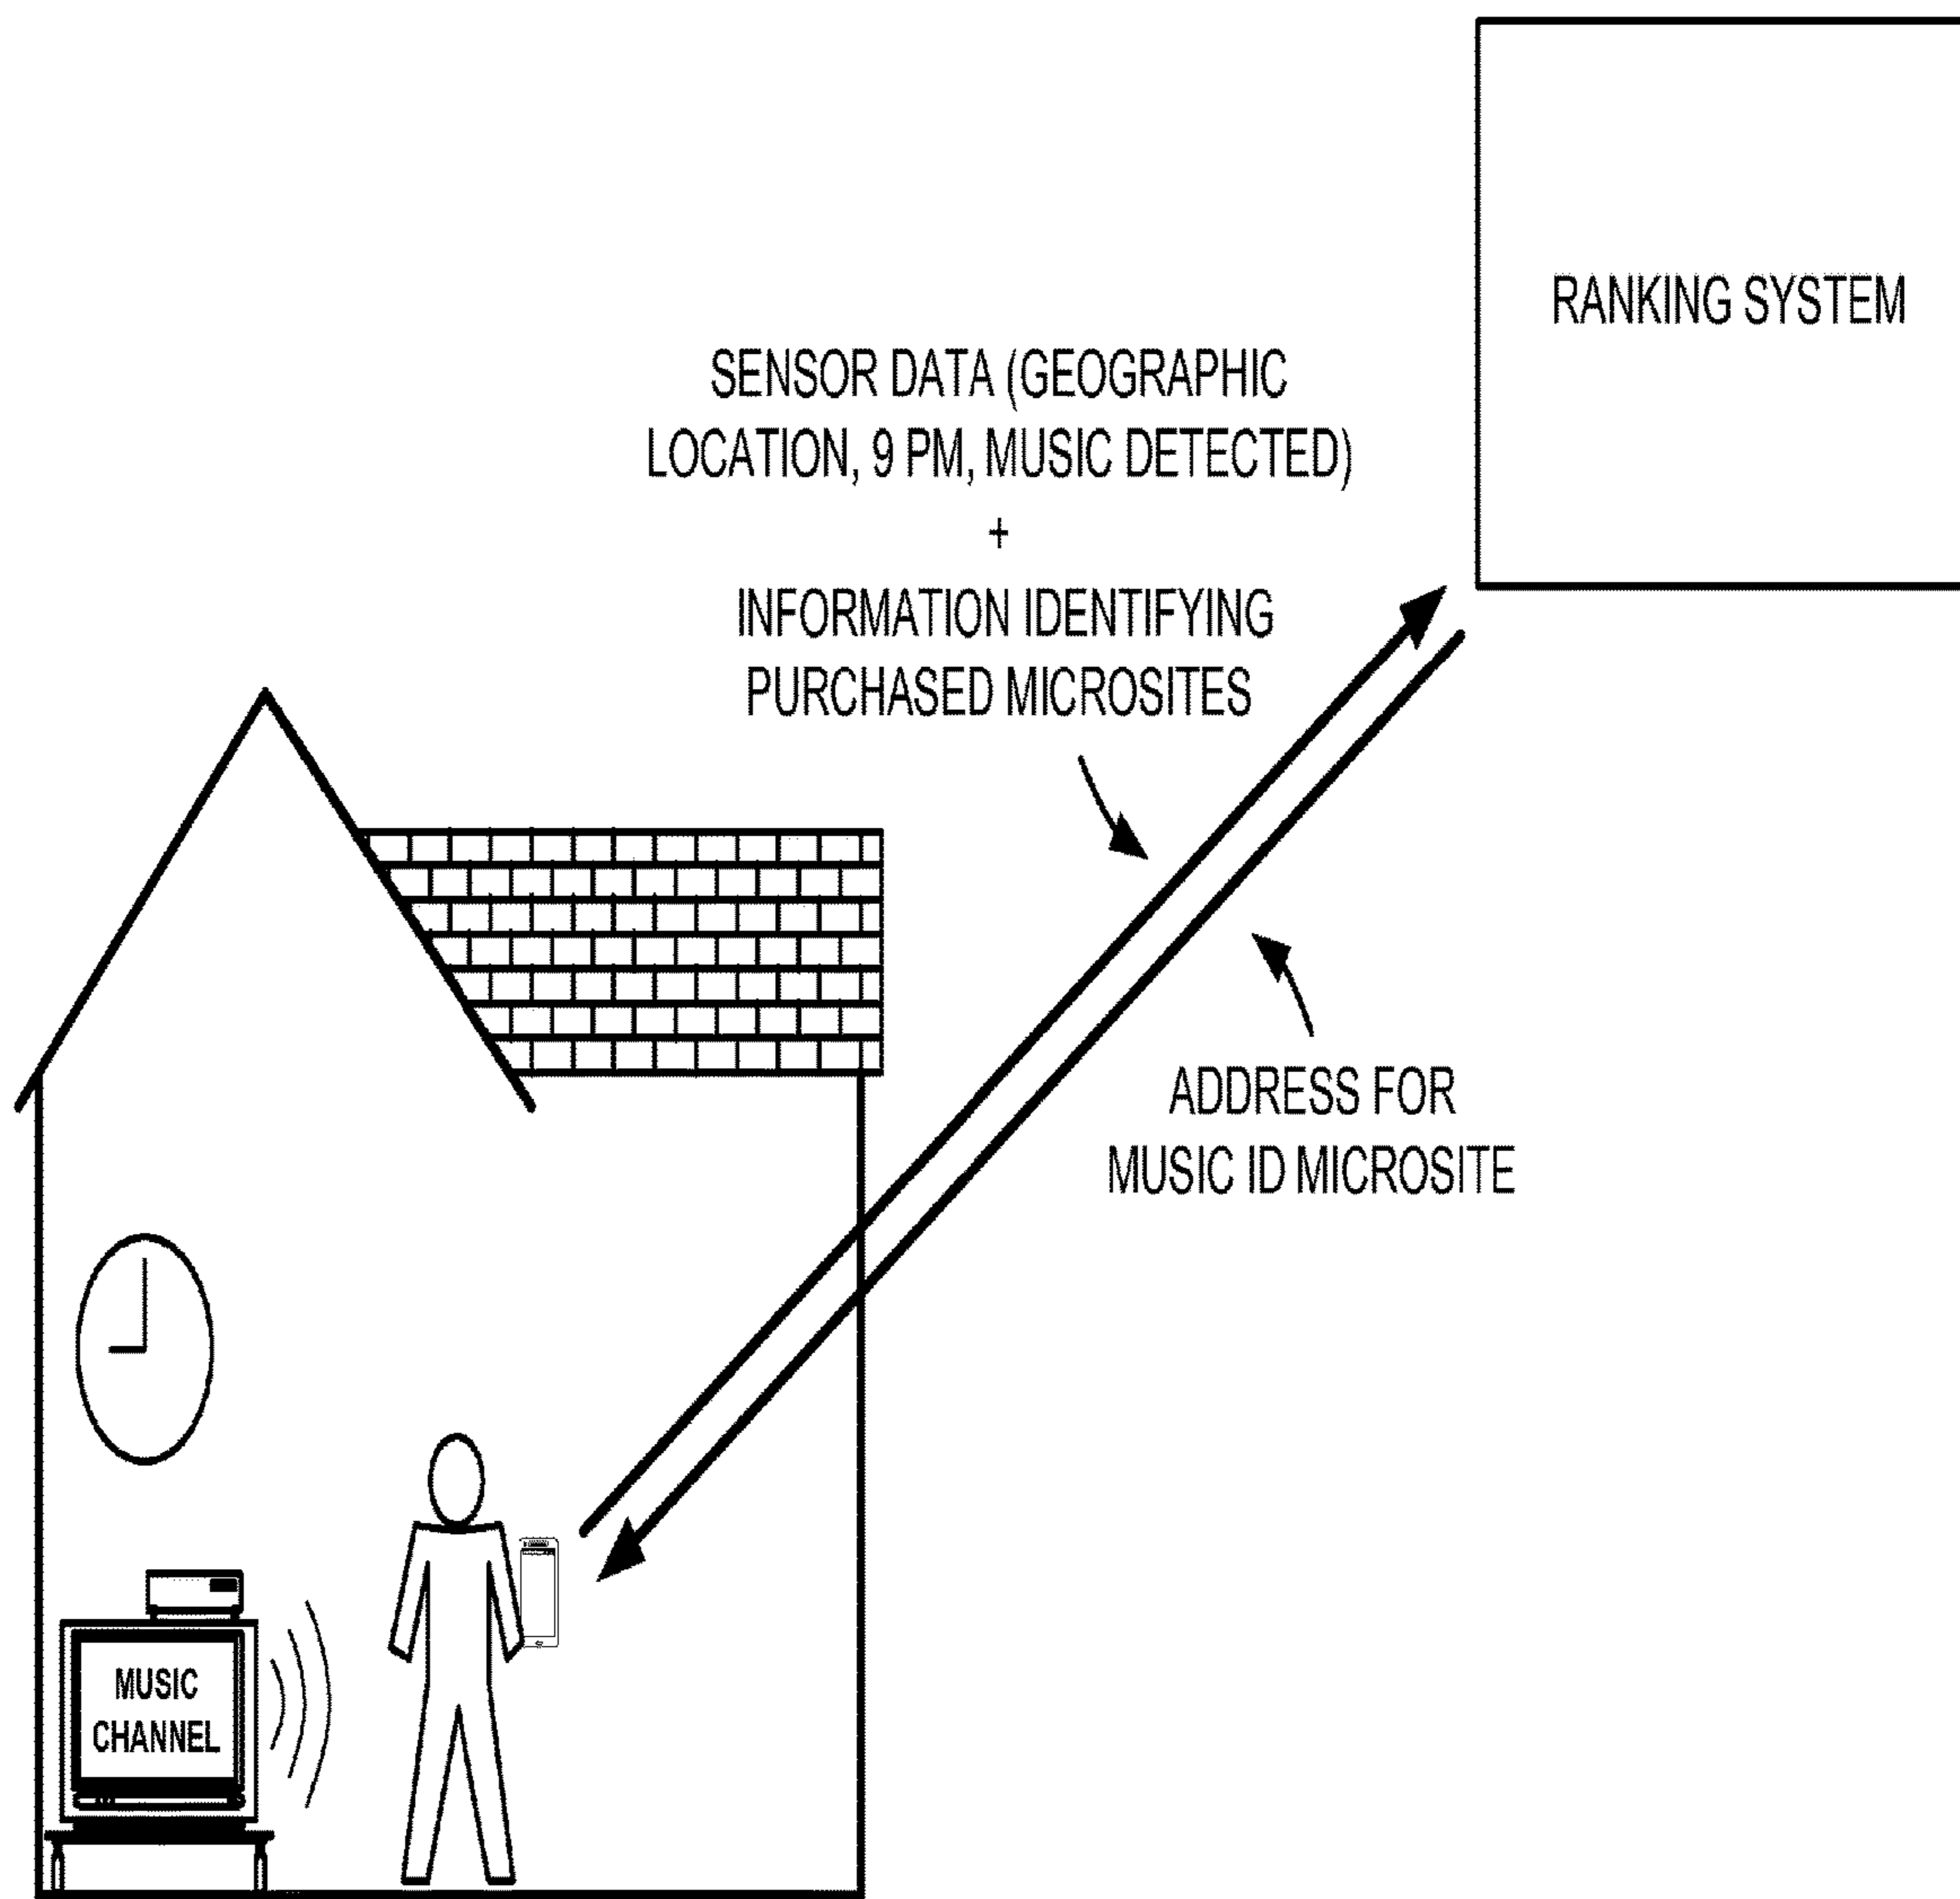 RANKING SYSTEM
SENSOR DATA (GEOGRAPHIC
LOCATION, 9 PM, MUSIC DETECTED)
+
INFORMATION IDENTIFYING
PURCHASED MICROSITES
ADDRESS FOR
MUSIC ID MICROSITE
MUSIC
CHANNEL